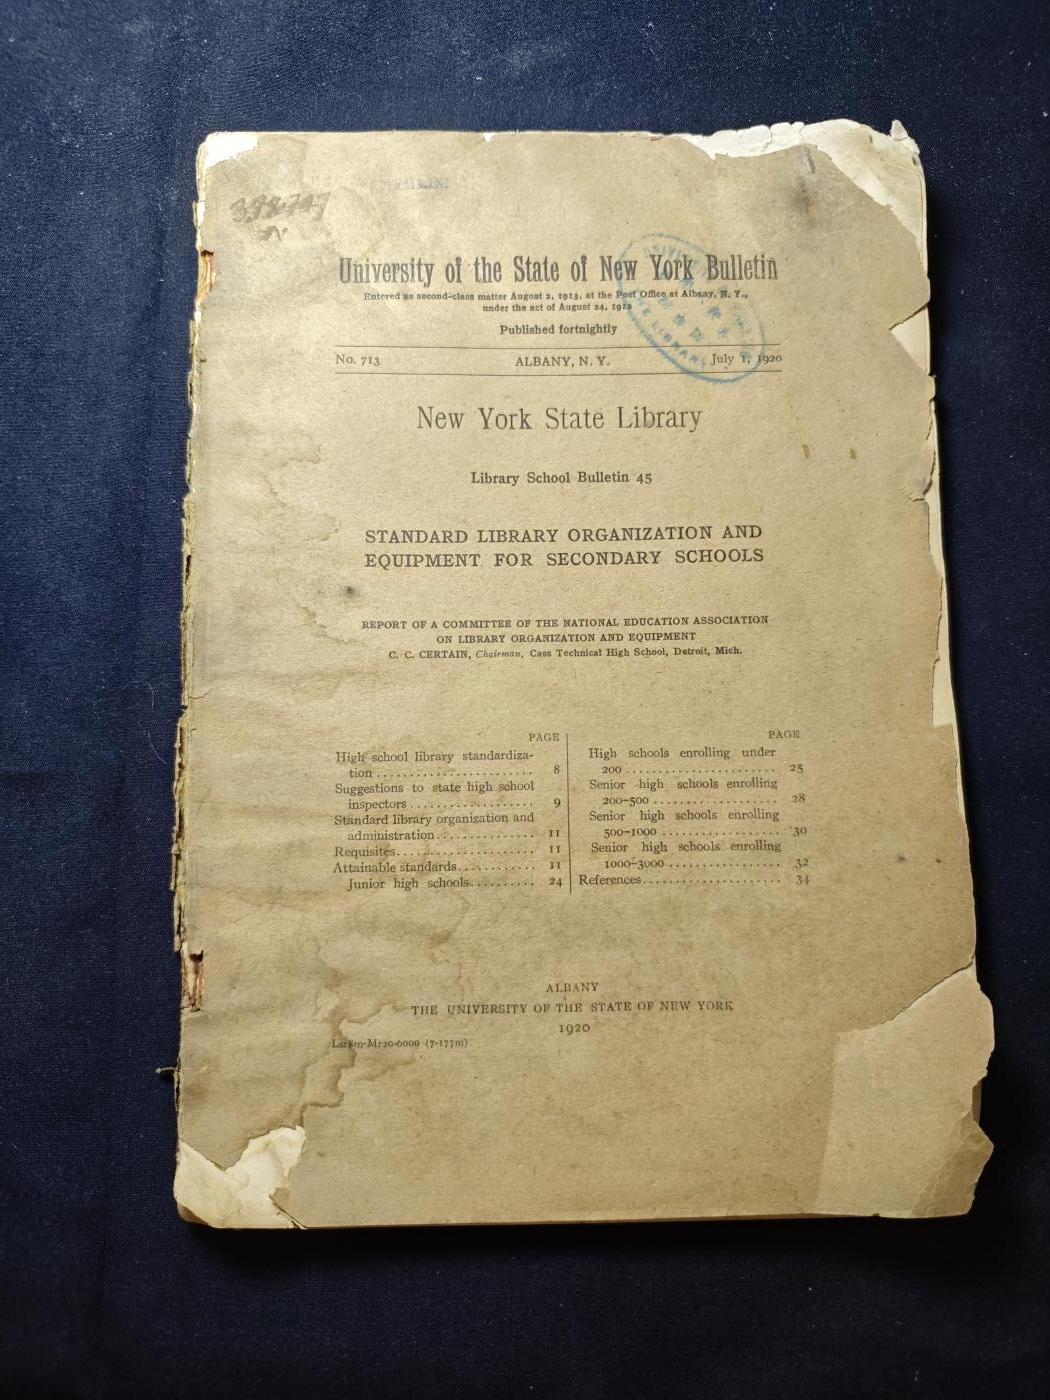 University of the State of New York Bulletin
Entered as second-class matter August 2, 1913, at the Post Office at Albany, N. Y.,
under the act of August 24, 1912
Published fortnightly
No. 713 ALBANY, N. Y. July 1, 1920
New York State Library
Library School Bulletin 45
STANDARD LIBRARY ORGANIZATION AND
EQUIPMENT FOR SECONDARY SCHOOLS
REPORT OF A COMMITTEE OF THE NATIONAL EDUCATION ASSOCIATION
ON LIBRARY ORGANIZATION AND EQUIPMENT
C. C. CERTAIN, Chairman, Cass Technical High School, Detroit, Mich.
PAGE
High school library standardiza-
tion .......................... 8
Suggestions to state high school
inspectors .................... 9
Standard library organization and
administration ................ 11
Requisites ....................... 11
Attainable standards ............. 11
Junior high schools ........... 24
PAGE
High schools enrolling under
200 ........................... 25
Senior high schools enrolling
200–500 ....................... 28
Senior high schools enrolling
500–1000 ...................... 30
Senior high schools enrolling
1000–3000 ..................... 32
References ....................... 34
ALBANY
THE UNIVERSITY OF THE STATE OF NEW YORK
1920
Lsr8m-Mr20-6000 (7-177m)